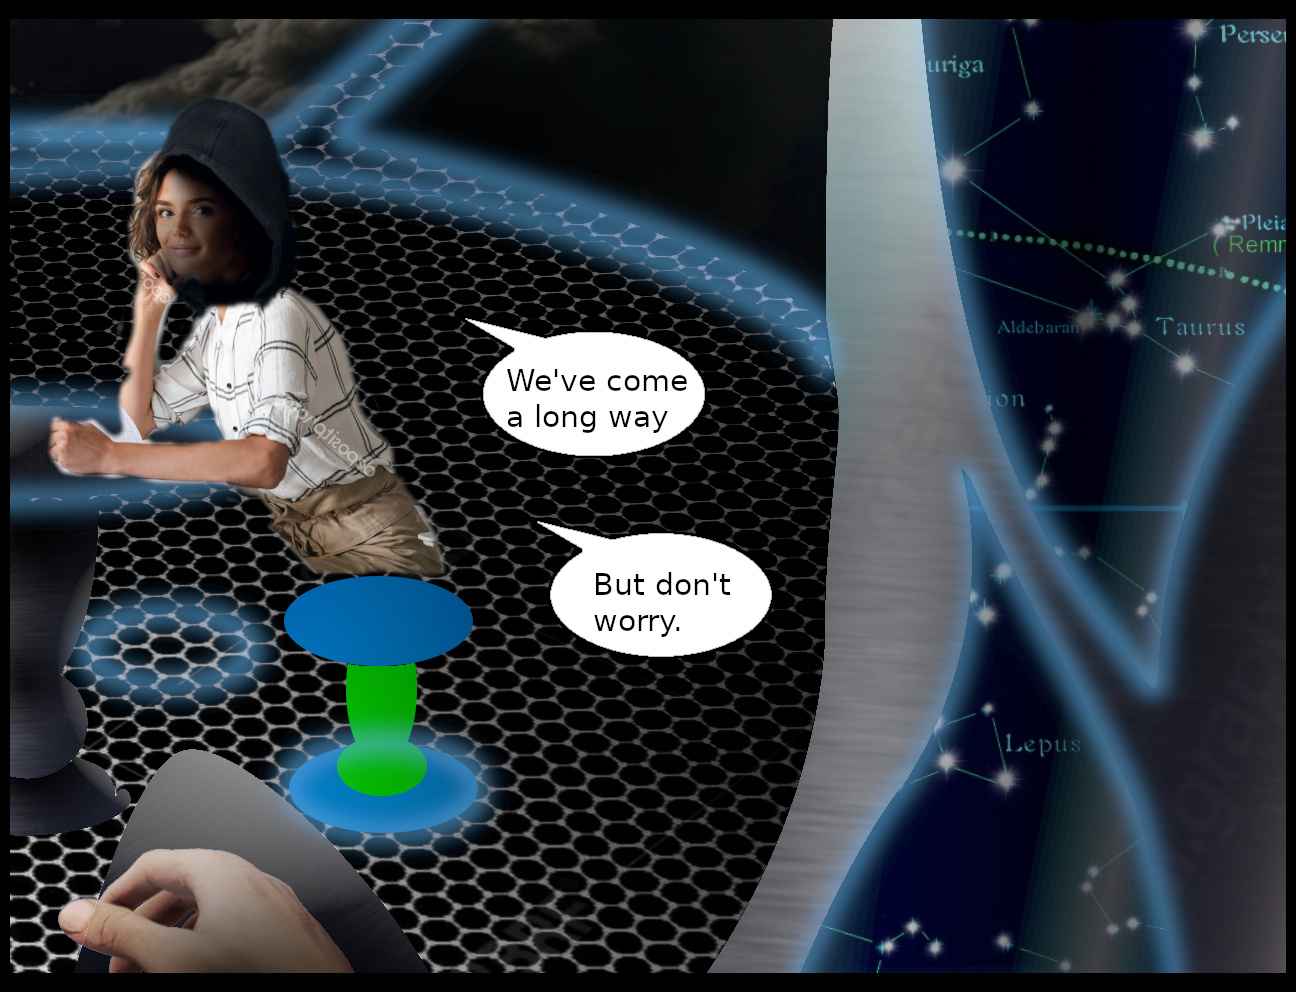 Perse
uriga
Pleia
( Remn
Aldebaran
Taurus
ion
We've come
a long way
But don't
worry.
Lepus